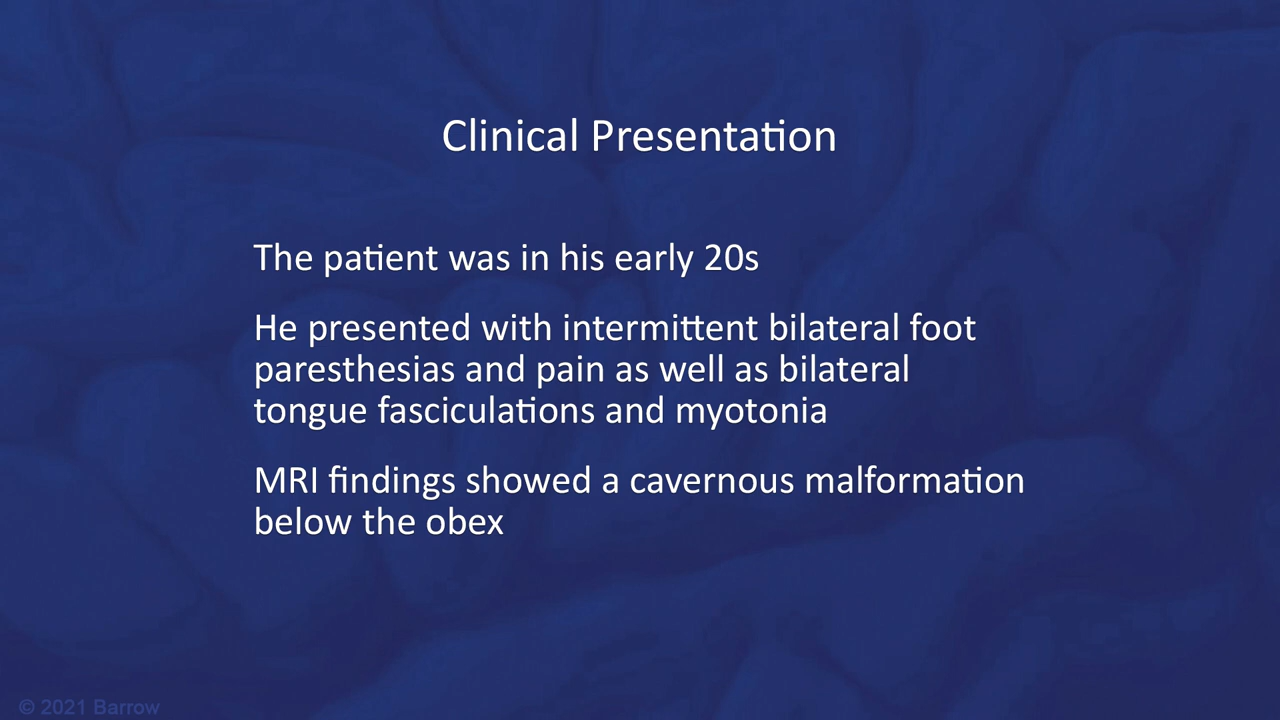 Clinical Presentation
The patient was in his early 20s
He presented with intermittent bilateral foot
paresthesias and pain as well as bilateral
tongue fasciculations and myotonia
MRI findings showed a cavernous malformation
below the obex
© 2021 Barrow